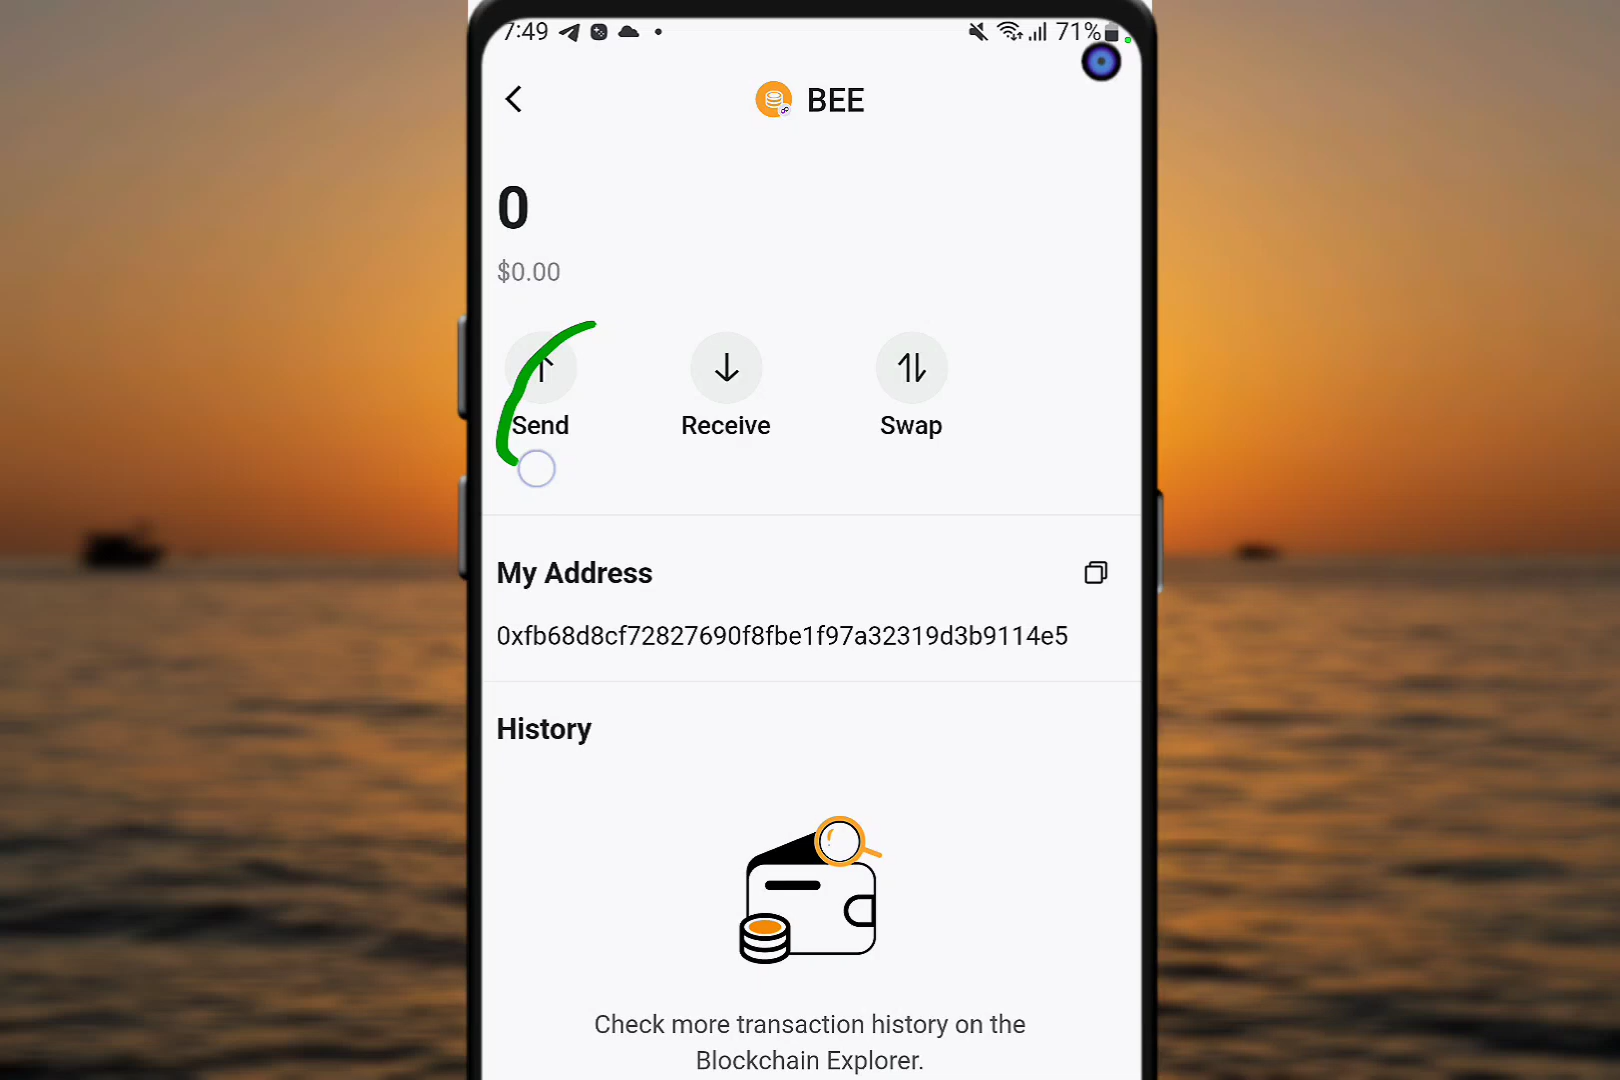 7:49
71%
BEE
0
$0.00
Send
Receive
Swap
My Address
0xfb68d8cf72827690f8fbe1f97a32319d3b9114e5
History
Check more transaction history on the
Blockchain Explorer.